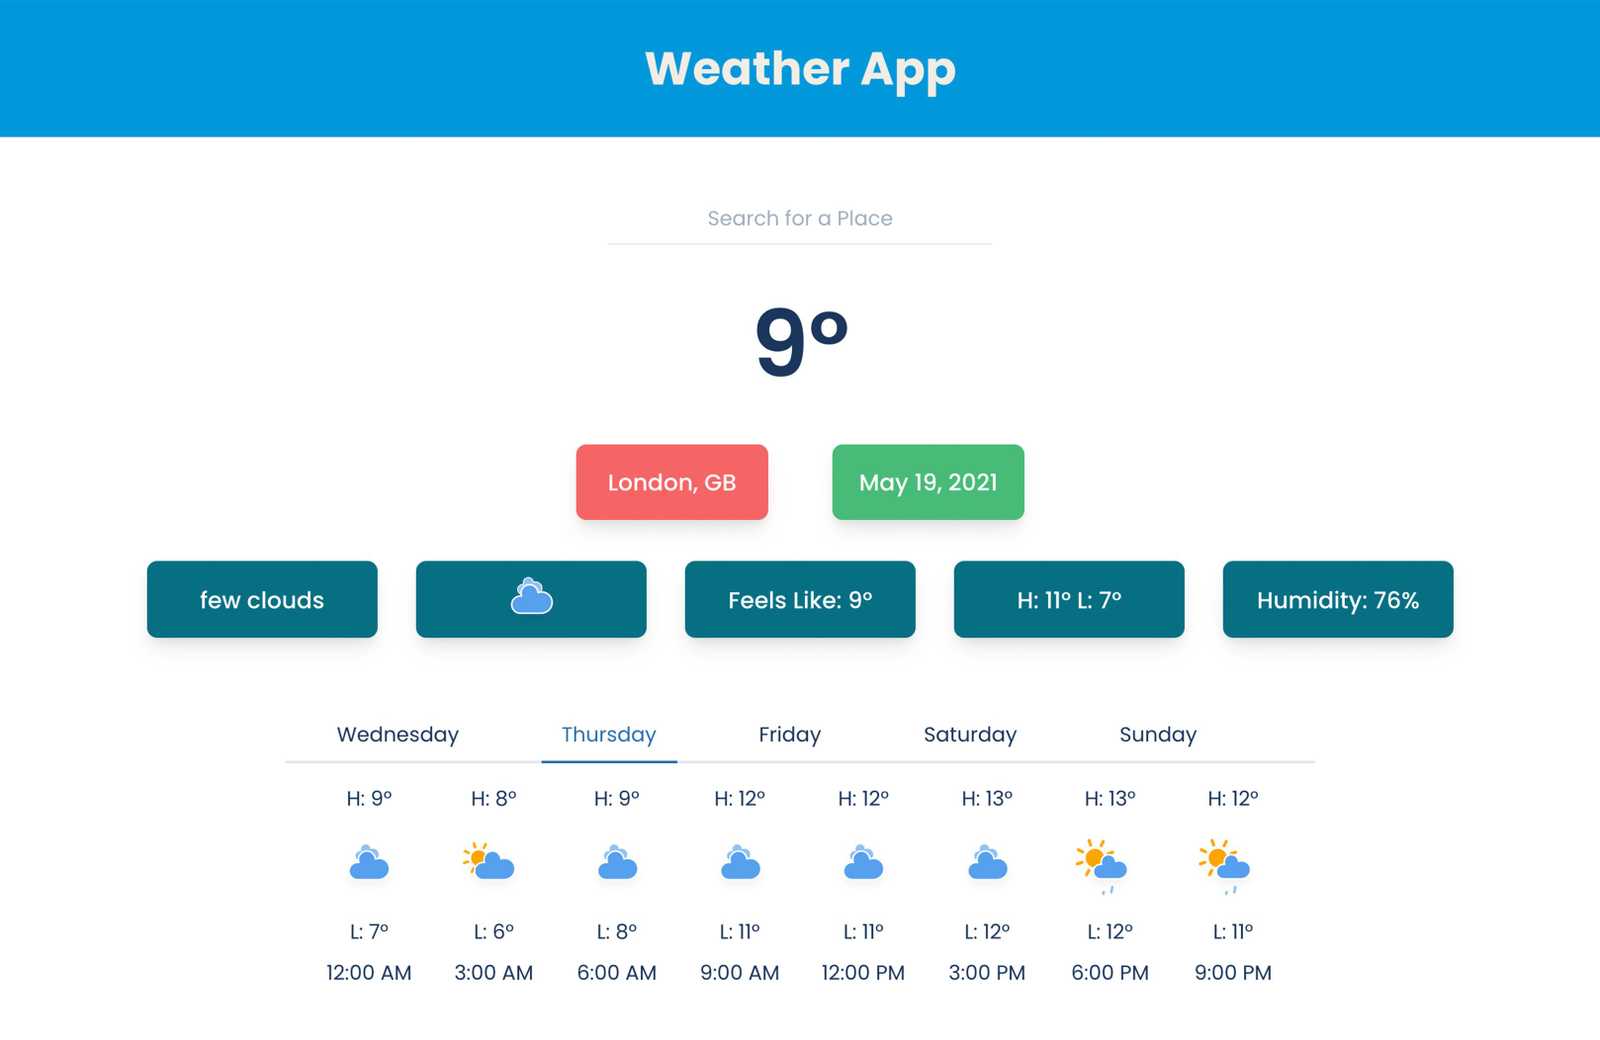 Weather App
Search for a Place
9°
London, GB
May 19, 2021
few clouds
Feels Like: 9°
H: 11° L: 7°
Humidity: 76%
Wednesday Thursday Friday Saturday Sunday
H: 9° H: 8° H: 9° H: 12° H: 12° H: 13° H: 13° H: 12°
L: 7° L: 6° L: 8° L: 11° L: 11° L: 12° L: 12° L: 11°
12:00 AM 3:00 AM 6:00 AM 9:00 AM 12:00 PM 3:00 PM 6:00 PM 9:00 PM